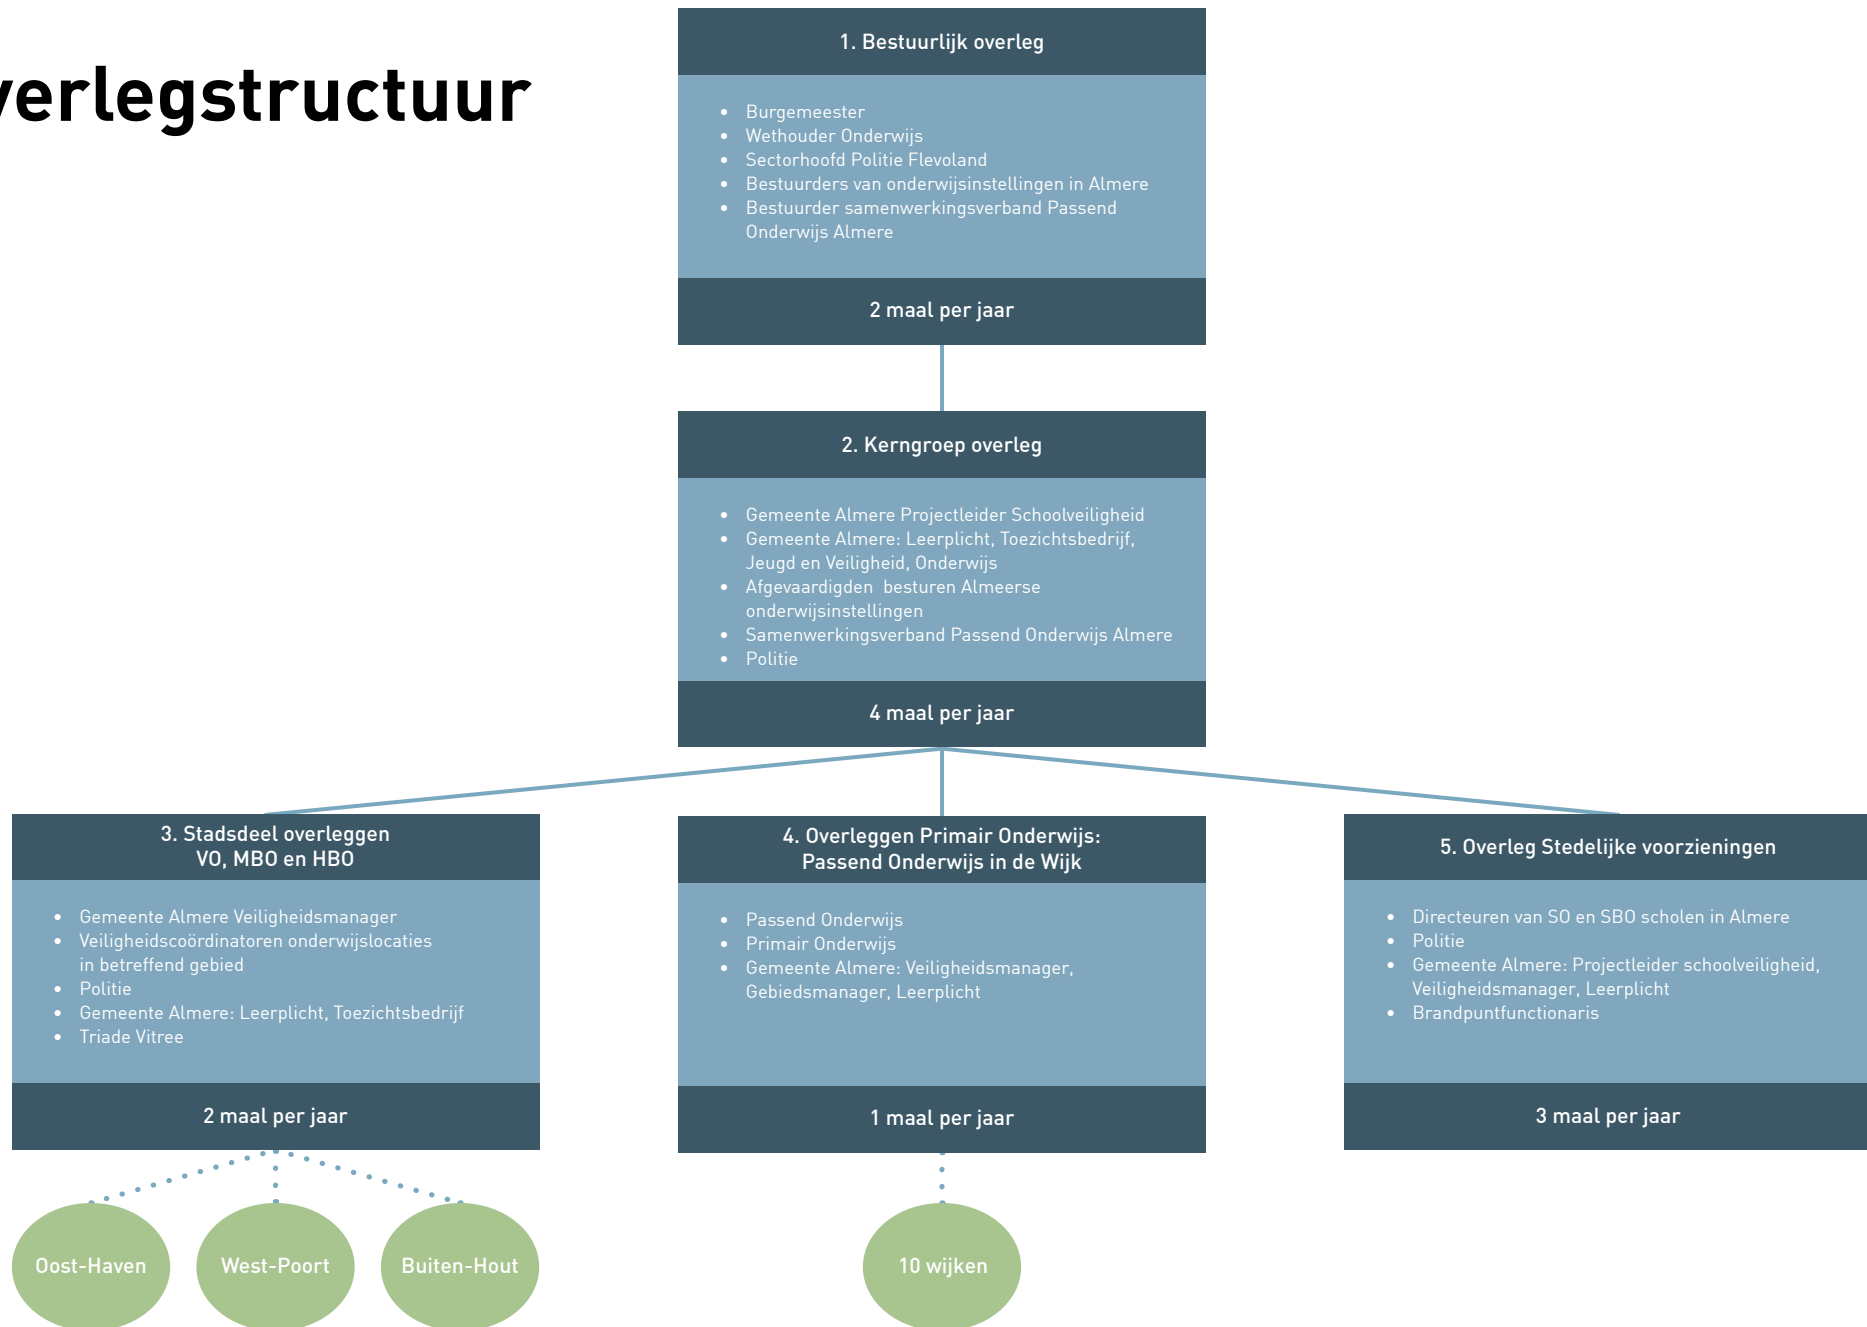 verlegstructuur
1. Bestuurlijk overleg
• Burgemeester
• Wethouder Onderwijs
• Sectorhoofd Politie Flevoland
• Bestuurders van onderwijsinstellingen in Almere
• Bestuurder samenwerkingsverband Passend
Onderwijs Almere
2 maal per jaar
2. Kerngroep overleg
• Gemeente Almere Projectleider Schoolveiligheid
• Gemeente Almere: Leerplicht, Toezichtsbedrijf,
Jeugd en Veiligheid, Onderwijs
• Afgevaardigden besturen Almeerse
onderwijsinstellingen
• Samenwerkingsverband Passend Onderwijs Almere
• Politie
4 maal per jaar
3. Stadsdeel overleggen
VO, MBO en HBO
• Gemeente Almere Veiligheidsmanager
• Veiligheidscoördinatoren onderwijslocaties
in betreffend gebied
• Politie
• Gemeente Almere: Leerplicht, Toezichtsbedrijf
• Triade Vitree
2 maal per jaar
Oost-Haven
West-Poort
Buiten-Hout
4. Overleggen Primair Onderwijs:
Passend Onderwijs in de Wijk
• Passend Onderwijs
• Primair Onderwijs
• Gemeente Almere: Veiligheidsmanager,
Gebiedsmanager, Leerplicht
1 maal per jaar
10 wijken
5. Overleg Stedelijke voorzieningen
• Directeuren van SO en SBO scholen in Almere
• Politie
• Gemeente Almere: Projectleider schoolveiligheid,
Veiligheidsmanager, Leerplicht
• Brandpuntfunctionaris
3 maal per jaar